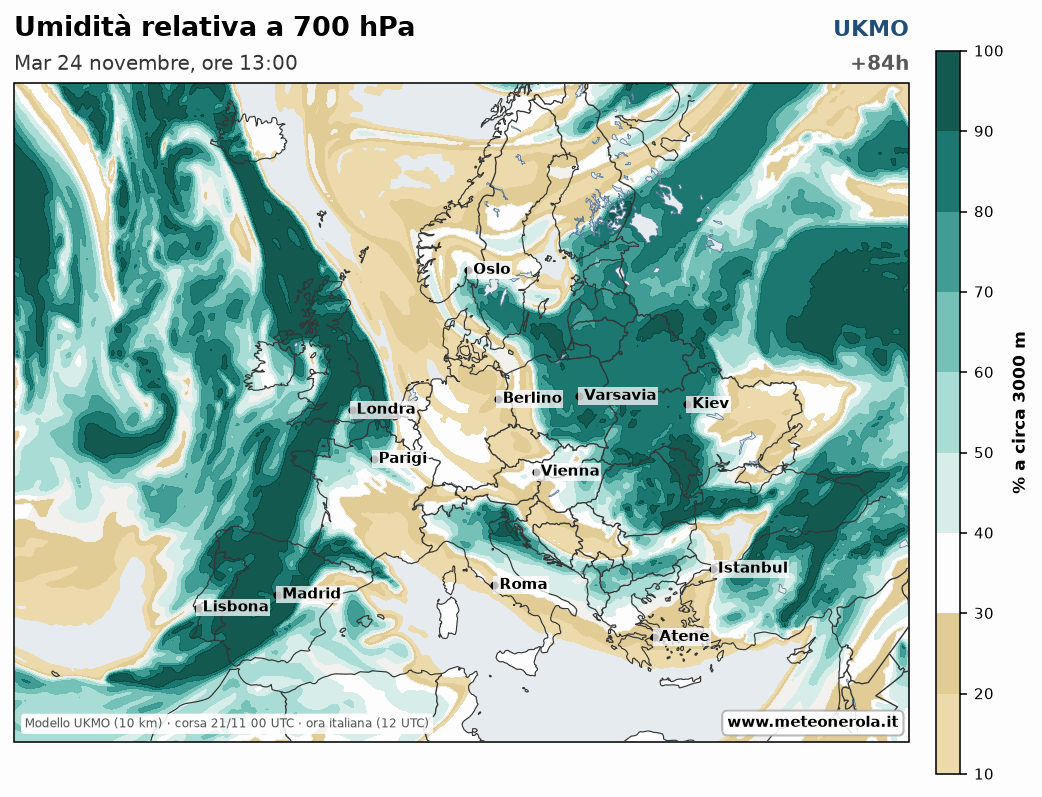 Umidità relativa a 700 hPa
UKMO
Mar 24 novembre, ore 13:00
+84h
100
90
80
70
60
50
40
30
20
10
% a circa 3000 m
Oslo
Berlino
Varsavia
Kiev
Londra
Parigi
Vienna
Istanbul
Roma
Madrid
Lisbona
Atene
Modello UKMO (10 km) · corsa 21/11 00 UTC · ora italiana (12 UTC)
www.meteonerola.it